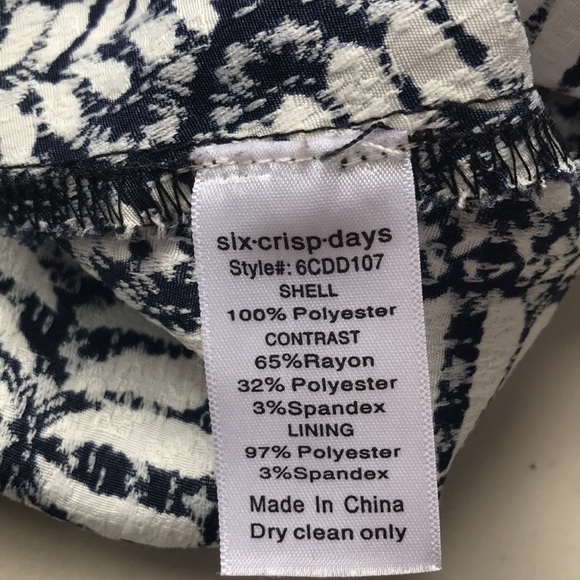 six·crisp·days
Style#: 6CDD107
SHELL
100% Polyester
CONTRAST
65%Rayon
32% Polyester
3%Spandex
LINING
97% Polyester
3%Spandex
Made In China
Dry clean only